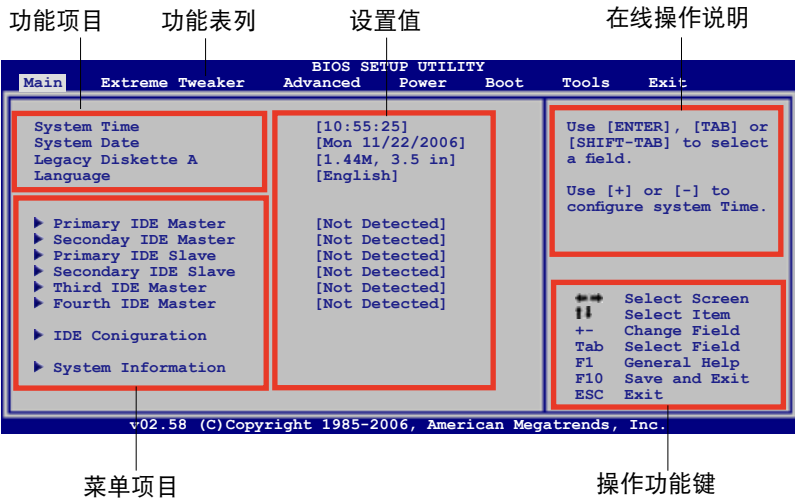 功能项目 功能表列 设置值 在线操作说明
BIOS SETUP UTILITY
Main Extreme Tweaker Advanced Power Boot Tools Exit
System Time [10:55:25]
System Date [Mon 11/22/2006]
Legacy Diskette A [1.44M, 3.5 in]
Language [English]
Primary IDE Master [Not Detected]
Seconday IDE Master [Not Detected]
Primary IDE Slave [Not Detected]
Secondary IDE Slave [Not Detected]
Third IDE Master [Not Detected]
Fourth IDE Master [Not Detected]
IDE Coniguration
System Information
Use [ENTER], [TAB] or
[SHIFT-TAB] to select
a field.
Use [+] or [-] to
configure system Time.
Select Screen
Select Item
+- Change Field
Tab Select Field
F1 General Help
F10 Save and Exit
ESC Exit
v02.58 (C)Copyright 1985-2006, American Megatrends, Inc.
菜单项目 操作功能键